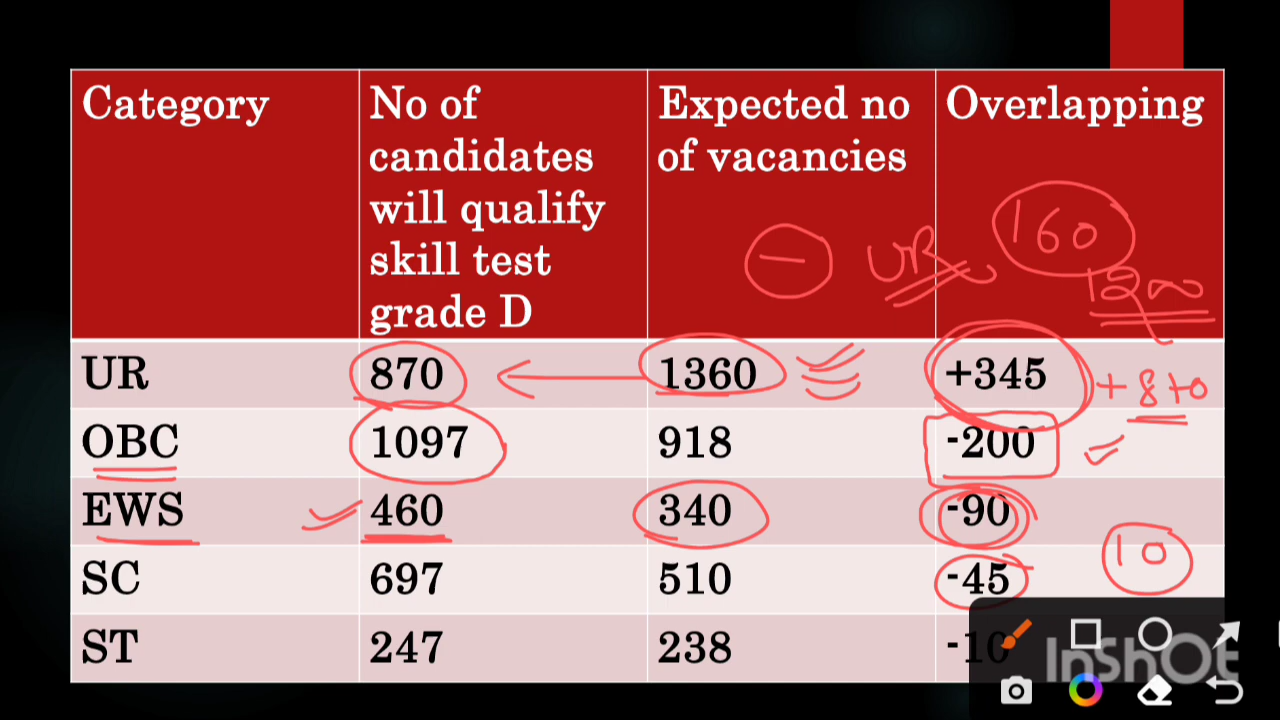 Category
No of candidates will qualify skill test grade D
Expected no of vacancies
Overlapping
160
UR
1200
UR 870 1360 +345
+ 870
OBC 1097 918 -200
EWS 460 340 -90
10
SC 697 510 -45
ST 247 238 -10
InShOt